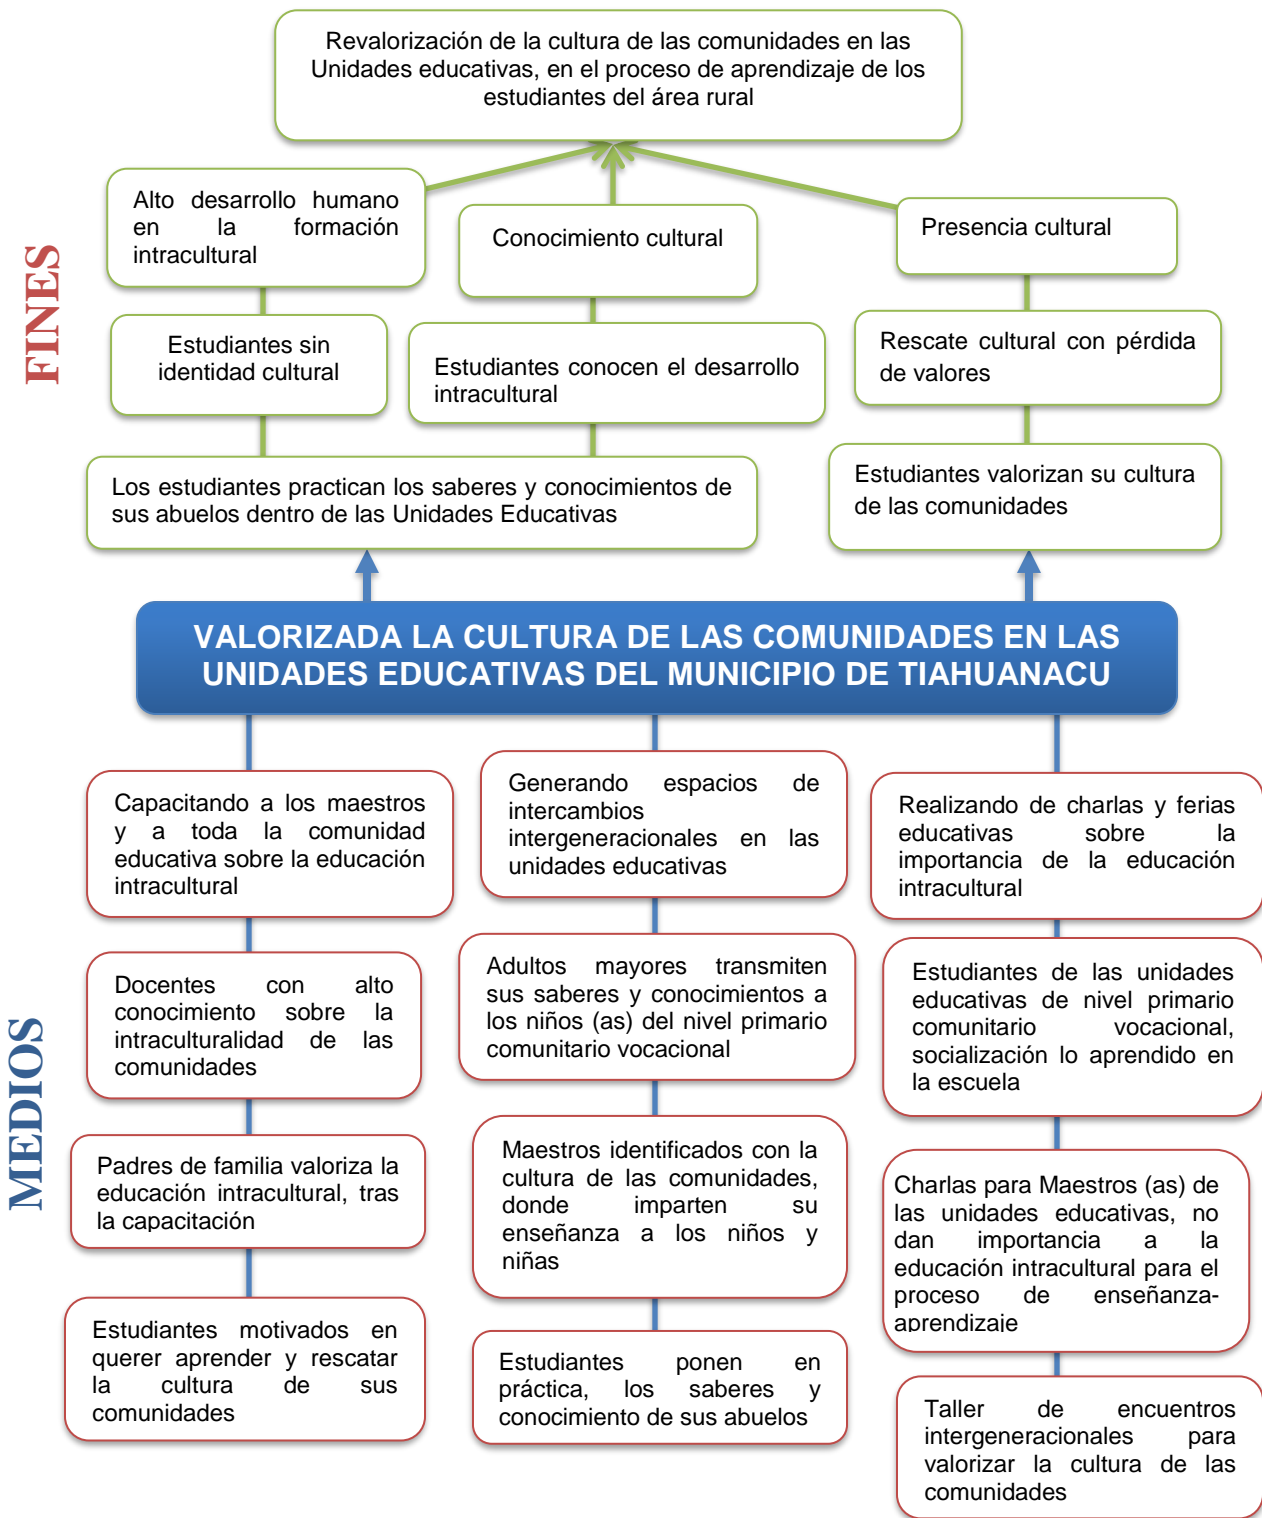 Revalorización de la cultura de las comunidades en las
Unidades educativas, en el proceso de aprendizaje de los
estudiantes del área rural
FINES
Alto desarrollo humano
en la formación
intracultural
Conocimiento cultural
Presencia cultural
Estudiantes sin
identidad cultural
Estudiantes conocen el desarrollo
intracultural
Rescate cultural con pérdida
de valores
Los estudiantes practican los saberes y conocimientos de
sus abuelos dentro de las Unidades Educativas
Estudiantes valorizan su cultura
de las comunidades
VALORIZADA LA CULTURA DE LAS COMUNIDADES EN LAS
UNIDADES EDUCATIVAS DEL MUNICIPIO DE TIAHUANACU
MEDIOS
Capacitando a los maestros
y a toda la comunidad
educativa sobre la educación
intracultural
Generando espacios de
intercambios
intergeneracionales en las
unidades educativas
Realizando de charlas y ferias
educativas sobre la
importancia de la educación
intracultural
Docentes con alto
conocimiento sobre la
intraculturalidad de las
comunidades
Adultos mayores transmiten
sus saberes y conocimientos a
los niños (as) del nivel primario
comunitario vocacional
Estudiantes de las unidades
educativas de nivel primario
comunitario vocacional,
socialización lo aprendido en
la escuela
Padres de familia valoriza la
educación intracultural, tras
la capacitación
Maestros identificados con la
cultura de las comunidades,
donde imparten su
enseñanza a los niños y
niñas
Charlas para Maestros (as) de
las unidades educativas, no
dan importancia a la
educación intracultural para el
proceso de enseñanza-
aprendizaje
Estudiantes motivados en
querer aprender y rescatar
la cultura de sus
comunidades
Estudiantes ponen en
práctica, los saberes y
conocimiento de sus abuelos
Taller de encuentros
intergeneracionales para
valorizar la cultura de las
comunidades